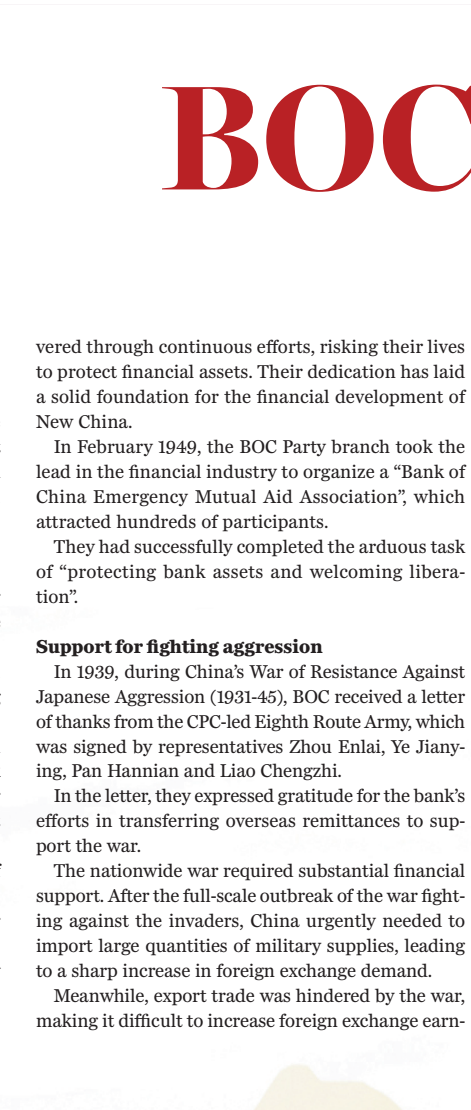 BOC
vered through continuous efforts, risking their lives
to protect financial assets. Their dedication has laid
a solid foundation for the financial development of
New China.
In February 1949, the BOC Party branch took the
lead in the financial industry to organize a “Bank of
China Emergency Mutual Aid Association”, which
attracted hundreds of participants.
They had successfully completed the arduous task
of “protecting bank assets and welcoming libera-
tion”.
Support for fighting aggression
In 1939, during China’s War of Resistance Against
Japanese Aggression (1931-45), BOC received a letter
of thanks from the CPC-led Eighth Route Army, which
was signed by representatives Zhou Enlai, Ye Jiany-
ing, Pan Hannian and Liao Chengzhi.
In the letter, they expressed gratitude for the bank’s
efforts in transferring overseas remittances to sup-
port the war.
The nationwide war required substantial financial
support. After the full-scale outbreak of the war fight-
ing against the invaders, China urgently needed to
import large quantities of military supplies, leading
to a sharp increase in foreign exchange demand.
Meanwhile, export trade was hindered by the war,
making it difficult to increase foreign exchange earn-